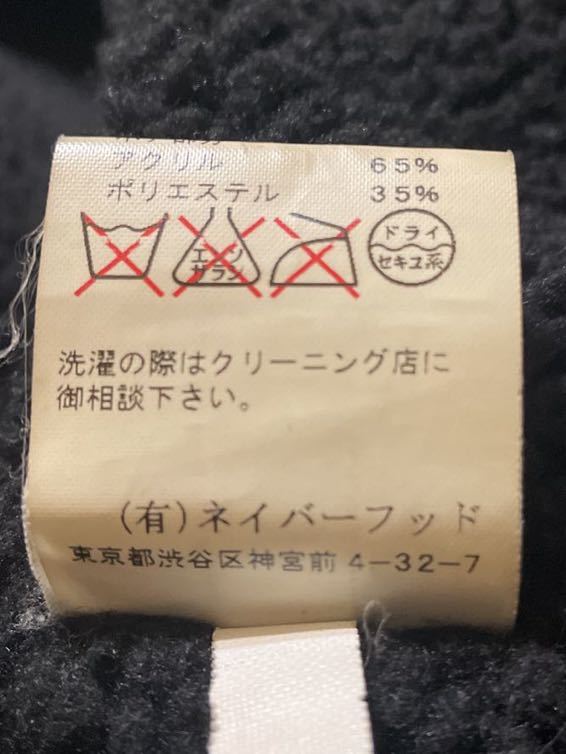 アクリル 65%
ポリエステル 35%
エンソ
サラシ
ドライ
セキユ系
洗濯の際はクリーニング店に
御相談下さい。
(有)ネイバーフッド
東京都渋谷区神宮前4-32-7